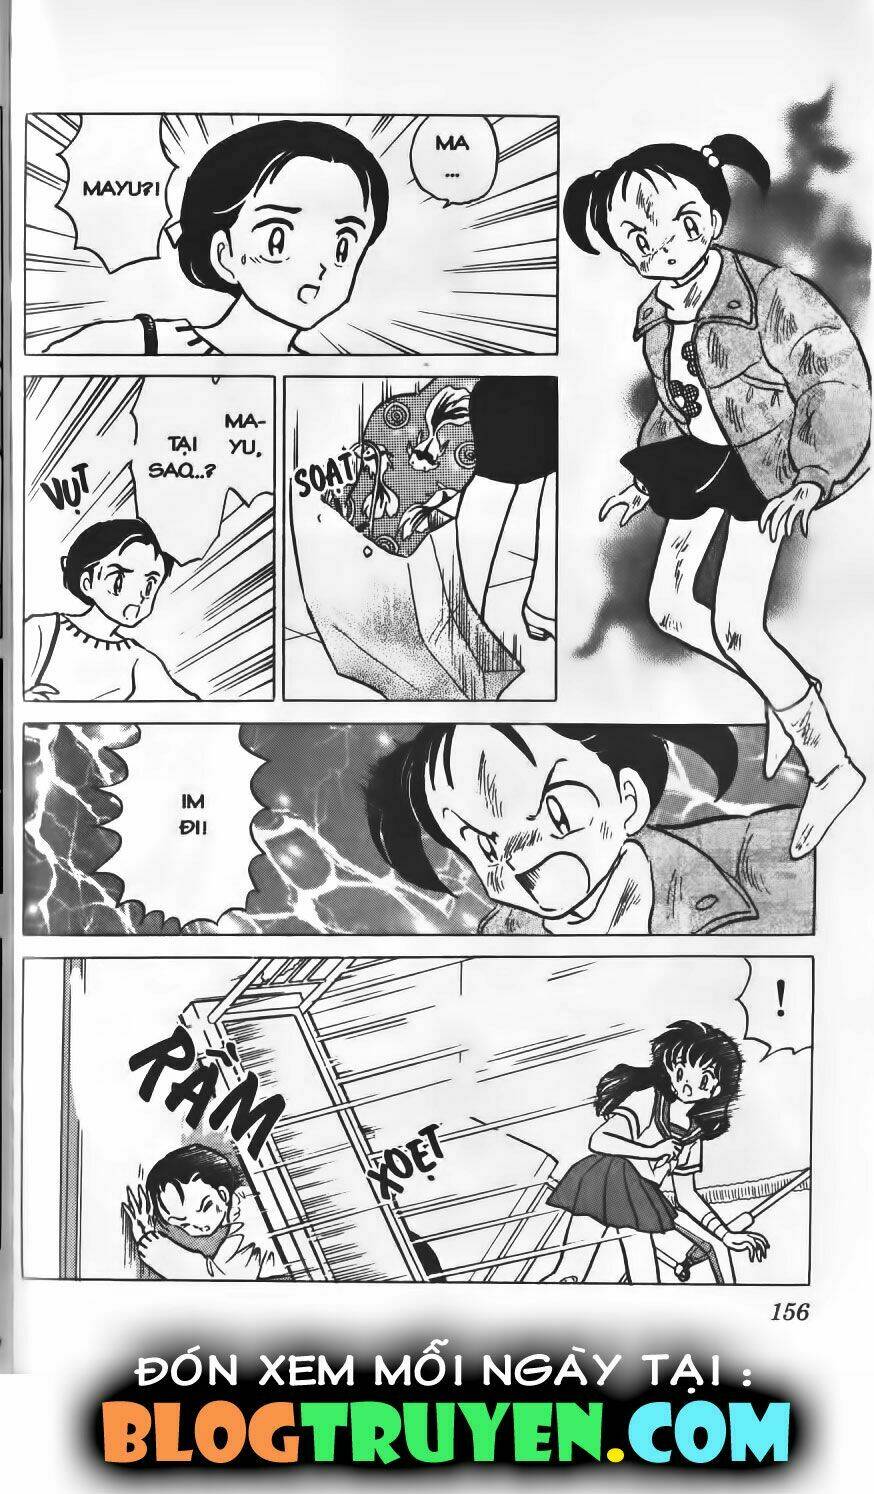 MA
...
MAYU?!
MA-
YU,
TẠI
SAO...?
VỤT
SOẠT
IM
ĐI!
!
RẦM
XOẸT
156
ĐÓN XEM MỖI NGÀY TẠI :
BLOGTRUYEN.COM